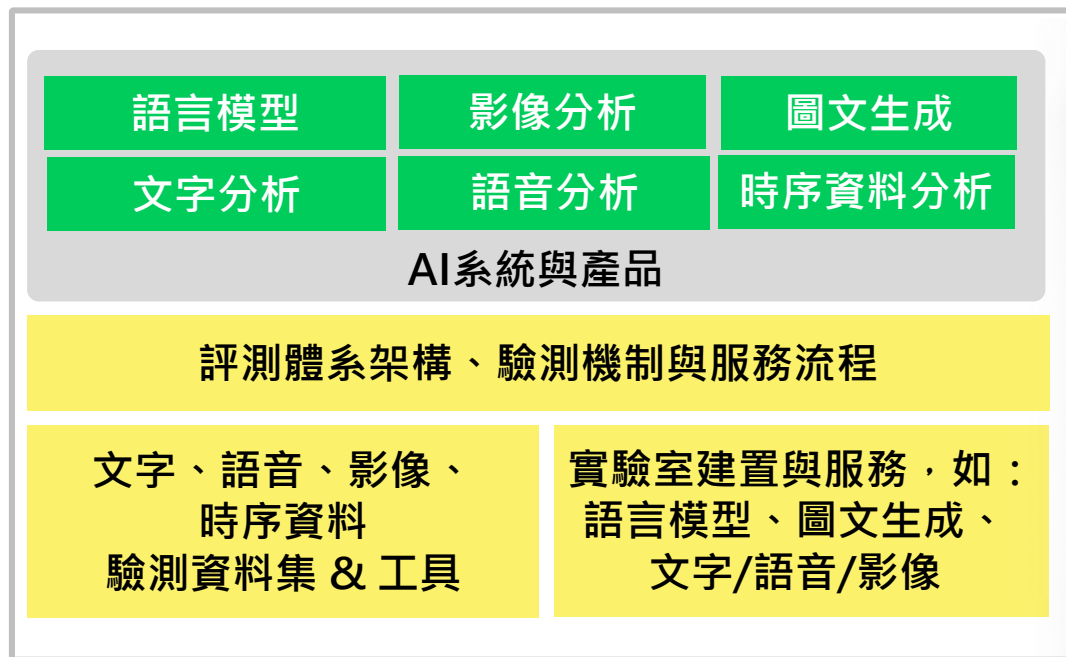 語言模型
影像分析
圖文生成
文字分析
語音分析
時序資料分析
AI系統與產品
評測體系架構、驗測機制與服務流程
文字、語音、影像、
時序資料
驗測資料集 & 工具
實驗室建置與服務，如：
語言模型、圖文生成、
文字/語音/影像